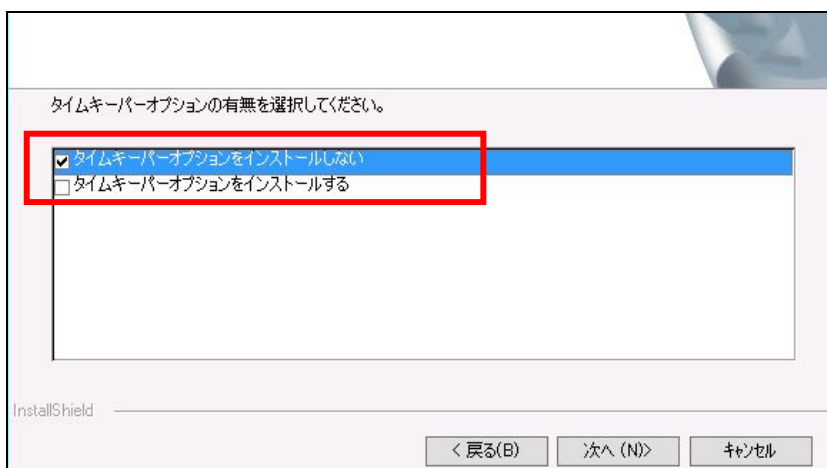 タイムキーパーオプションの有無を選択してください。
タイムキーパーオプションをインストールしない
タイムキーパーオプションをインストールする
InstallShield
< 戻る(B)
次へ (N)>
キャンセル